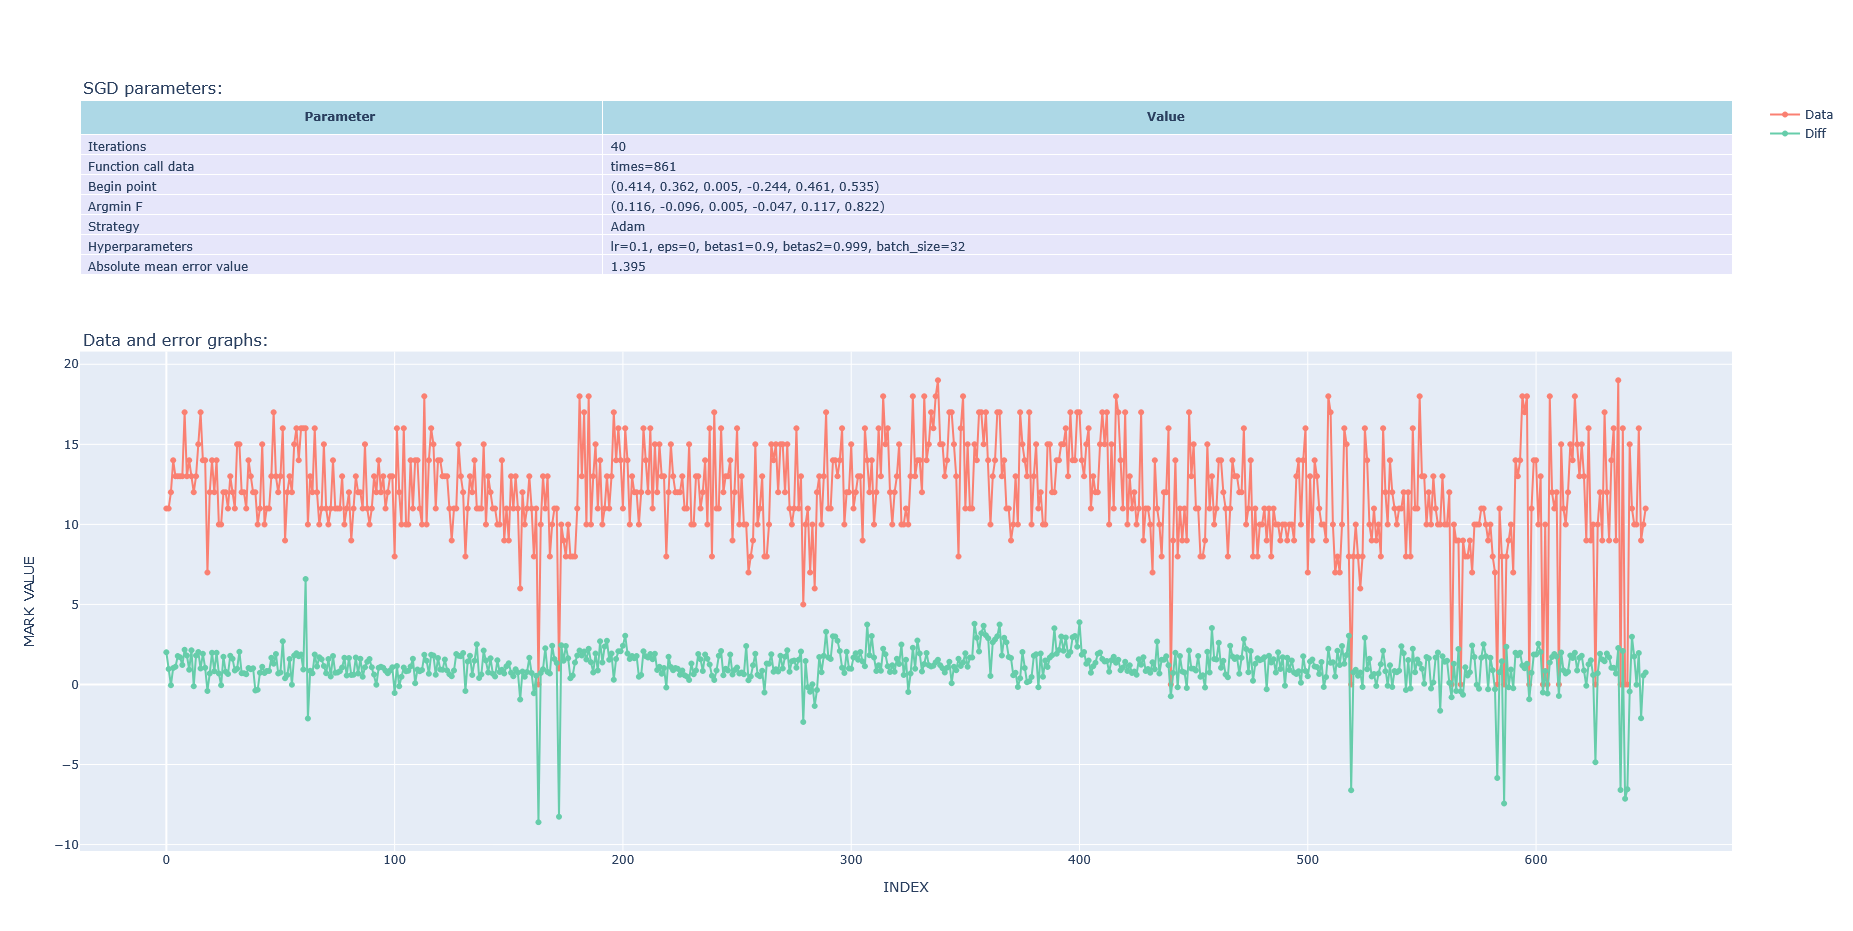 SGD parameters:
Parameter Value
Iterations 40
Function call data times=861
Begin point (0.414, 0.362, 0.005, -0.244, 0.461, 0.535)
Argmin F (0.116, -0.096, 0.005, -0.047, 0.117, 0.822)
Strategy Adam
Hyperparameters lr=0.1, eps=0, betas1=0.9, betas2=0.999, batch_size=32
Absolute mean error value 1.395
Data
Diff
Data and error graphs:
20
15
10
5
0
−5
−10
MARK VALUE
0 100 200 300 400 500 600
INDEX